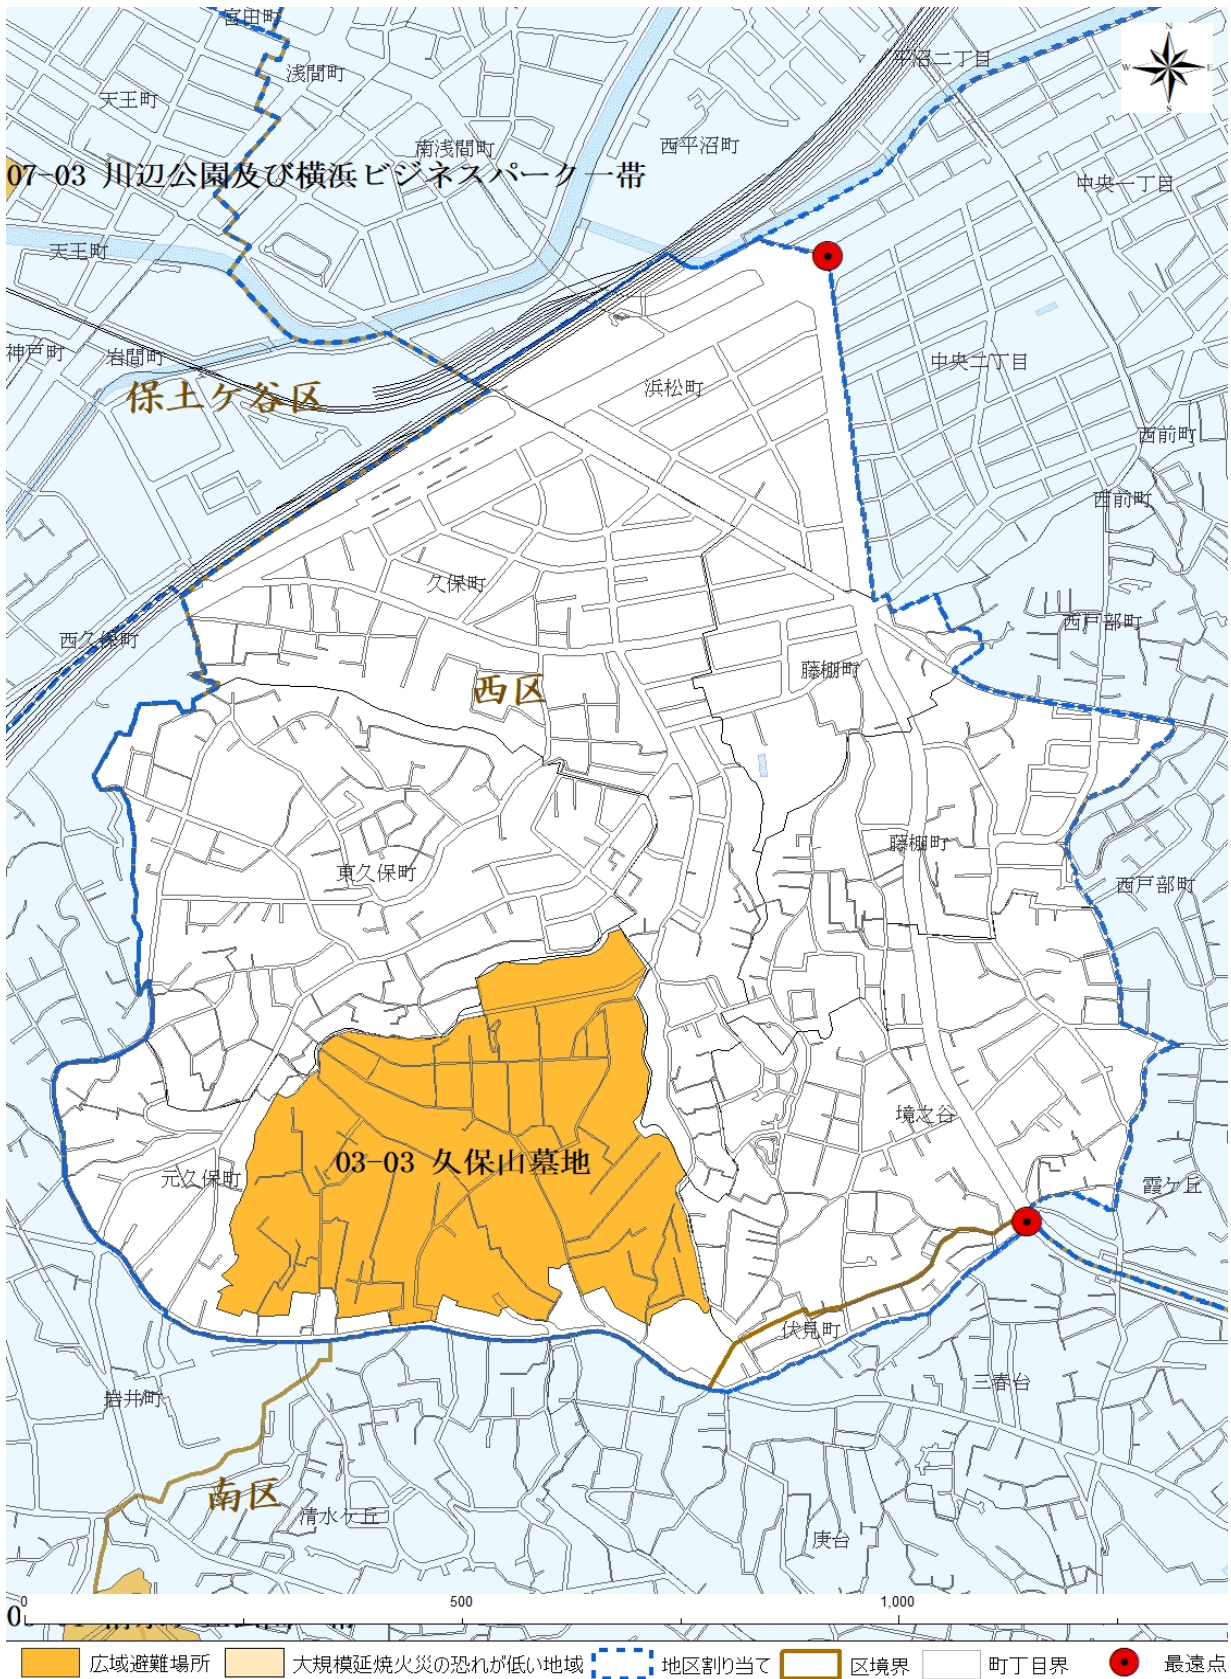 宮田町
浅間町
平沼二丁目
N
W E
S
天王町
南浅間町
西平沼町
07-03 川辺公園及び横浜ビジネスパーク一帯
中央一丁目
天王町
神戸町
岩間町
中央二丁目
保土ケ谷区
浜松町
西前町
西前町
久保町
西久保町
西戸部町
藤棚町
西区
藤棚町
東久保町
西戸部町
境之谷
03-03 久保山墓地
元久保町
霞ケ丘
伏見町
三春台
岩井町
南区
清水ケ丘
庚台
0 500 1,000
広域避難場所 大規模延焼火災の恐れが低い地域 地区割り当て 区境界 町丁目界 最遠点